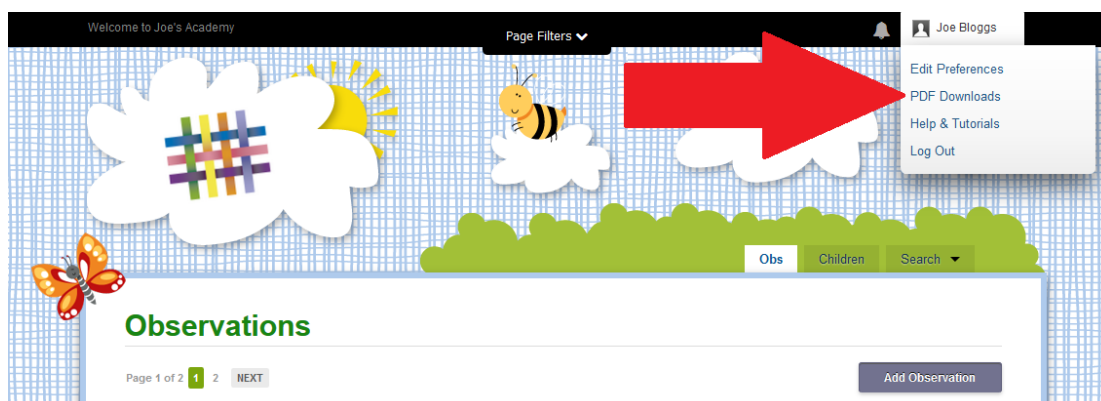 Welcome to Joe's Academy
Page Filters
Joe Bloggs
Edit Preferences
PDF Downloads
Help & Tutorials
Log Out
Obs Children Search
Observations
Page 1 of 2 1 2 NEXT
Add Observation